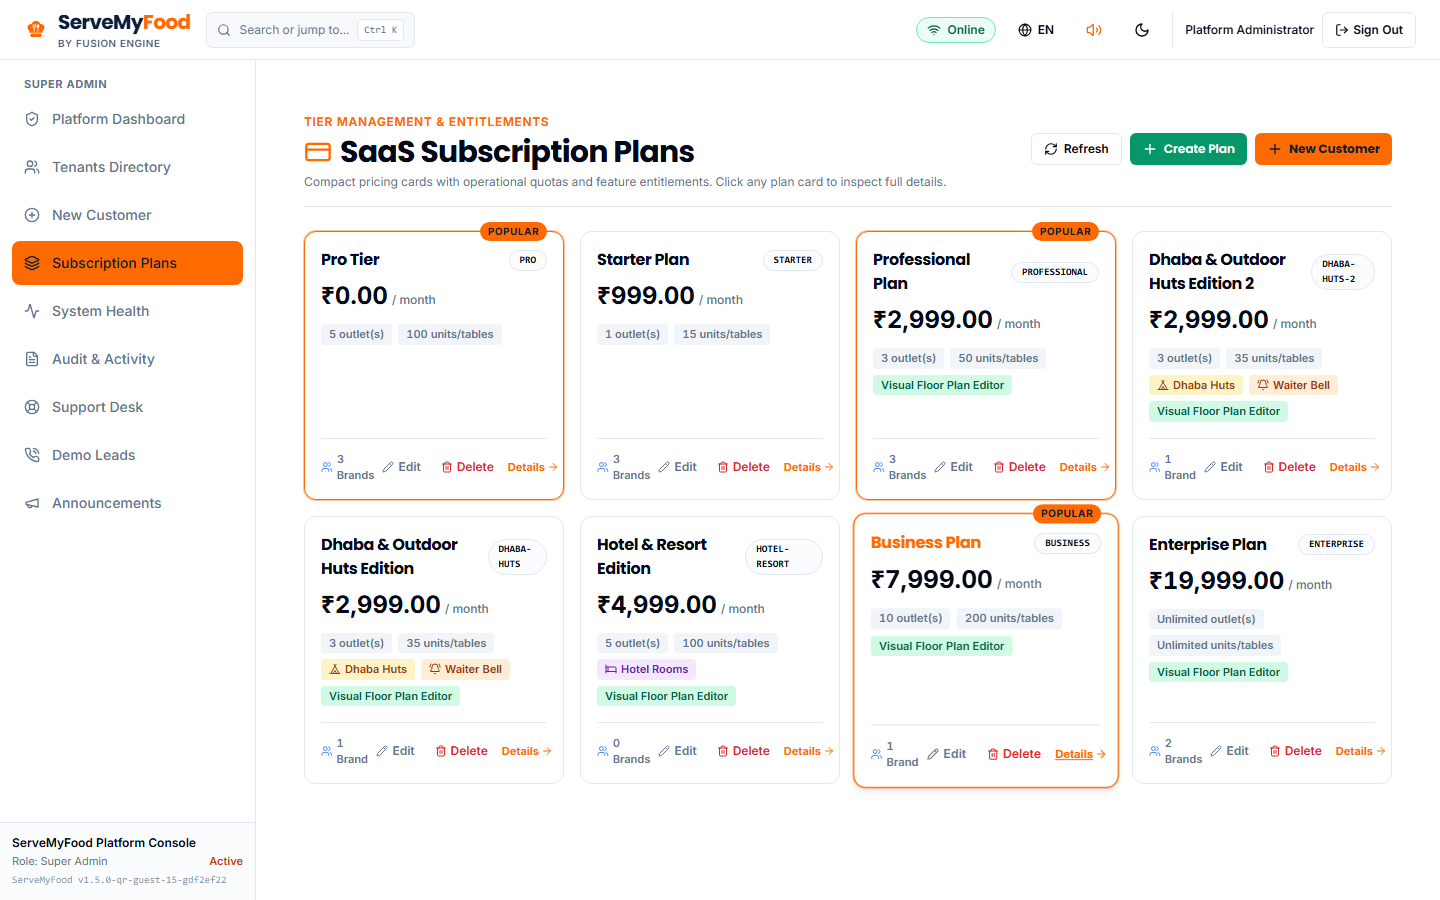 ServeMyFood
BY FUSION ENGINE
Search or jump to... Ctrl K
Online
EN
Platform Administrator
Sign Out
SUPER ADMIN
Platform Dashboard
Tenants Directory
New Customer
Subscription Plans
System Health
Audit & Activity
Support Desk
Demo Leads
Announcements
ServeMyFood Platform Console
Role: Super Admin Active
ServeMyFood v1.5.0-qr-guest-15-gdf2ef22
TIER MANAGEMENT & ENTITLEMENTS
SaaS Subscription Plans
Compact pricing cards with operational quotas and feature entitlements. Click any plan card to inspect full details.
Refresh
Create Plan
New Customer
POPULAR
Pro Tier PRO
₹0.00 / month
5 outlet(s) 100 units/tables
3 Brands Edit Delete Details →
Starter Plan STARTER
₹999.00 / month
1 outlet(s) 15 units/tables
3 Brands Edit Delete Details →
POPULAR
Professional
Plan
PROFESSIONAL
₹2,999.00 / month
3 outlet(s) 50 units/tables
Visual Floor Plan Editor
3 Brands Edit Delete Details →
Dhaba & Outdoor
Huts Edition 2
DHABA-
HUTS-2
₹2,999.00 / month
3 outlet(s) 35 units/tables
Dhaba Huts Waiter Bell
Visual Floor Plan Editor
1 Brand Edit Delete Details →
Dhaba & Outdoor
Huts Edition
DHABA-
HUTS
₹2,999.00 / month
3 outlet(s) 35 units/tables
Dhaba Huts Waiter Bell
Visual Floor Plan Editor
1 Brand Edit Delete Details →
Hotel & Resort
Edition
HOTEL-
RESORT
₹4,999.00 / month
5 outlet(s) 100 units/tables
Hotel Rooms
Visual Floor Plan Editor
0 Brands Edit Delete Details →
POPULAR
Business Plan BUSINESS
₹7,999.00 / month
10 outlet(s) 200 units/tables
Visual Floor Plan Editor
1 Brand Edit Delete Details →
Enterprise Plan ENTERPRISE
₹19,999.00 / month
Unlimited outlet(s)
Unlimited units/tables
Visual Floor Plan Editor
2 Brands Edit Delete Details →